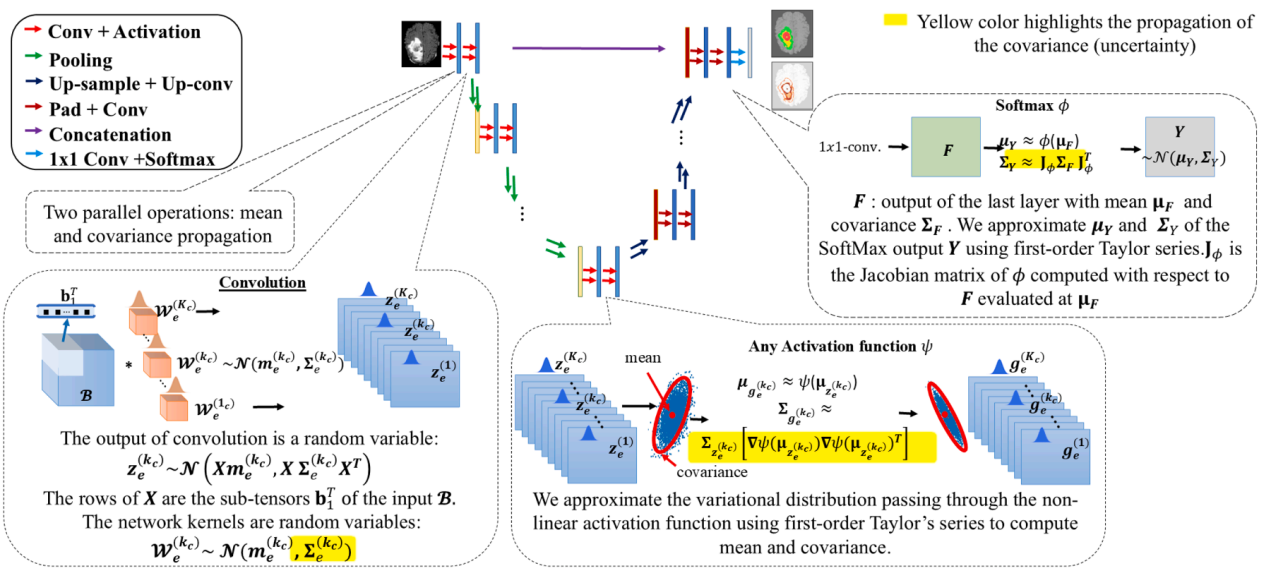 Conv + Activation
Pooling
Up-sample + Up-conv
Pad + Conv
Concatenation
1x1 Conv +Softmax
Yellow color highlights the propagation of
the covariance (uncertainty)
Two parallel operations: mean
and covariance propagation
Softmax ϕ
1x1-conv.
F
μ_Y ≈ ϕ(μ_F)
Σ_Y ≈ J_ϕ Σ_F J_ϕ^T
Y
~𝒩(μ_Y, Σ_Y)
F : output of the last layer with mean μ_F and
covariance Σ_F . We approximate μ_Y and Σ_Y of the
SoftMax output Y using first-order Taylor series.J_ϕ is
the Jacobian matrix of ϕ computed with respect to
F evaluated at μ_F
Convolution
b_1^T
𝓑
*
𝒲_e^(K_c)
𝒲_e^(k_c) ~𝒩(m_e^(k_c), Σ_e^(k_c))
𝒲_e^(1_c)
z_e^(K_c)
z_e^(k_c)
z_e^(1)
The output of convolution is a random variable:
z_e^(k_c)~𝒩 (Xm_e^(k_c), X Σ_e^(k_c) X^T)
The rows of X are the sub-tensors b_1^T of the input 𝓑.
The network kernels are random variables:
𝒲_e^(k_c)~ 𝒩(m_e^(k_c), Σ_e^(k_c))
Any Activation function ψ
z_e^(K_c)
z_e^(k_c)
z_e^(1)
mean
covariance
μ_g_e^(k_c) ≈ ψ(μ_z_e^(k_c))
Σ_g_e^(k_c) ≈
Σ_z_e^(k_c) [∇ψ(μ_z_e^(k_c))∇ψ(μ_z_e^(k_c))^T]
g_e^(K_c)
g_e^(k_c)
g_e^(1)
We approximate the variational distribution passing through the non-
linear activation function using first-order Taylor’s series to compute
mean and covariance.